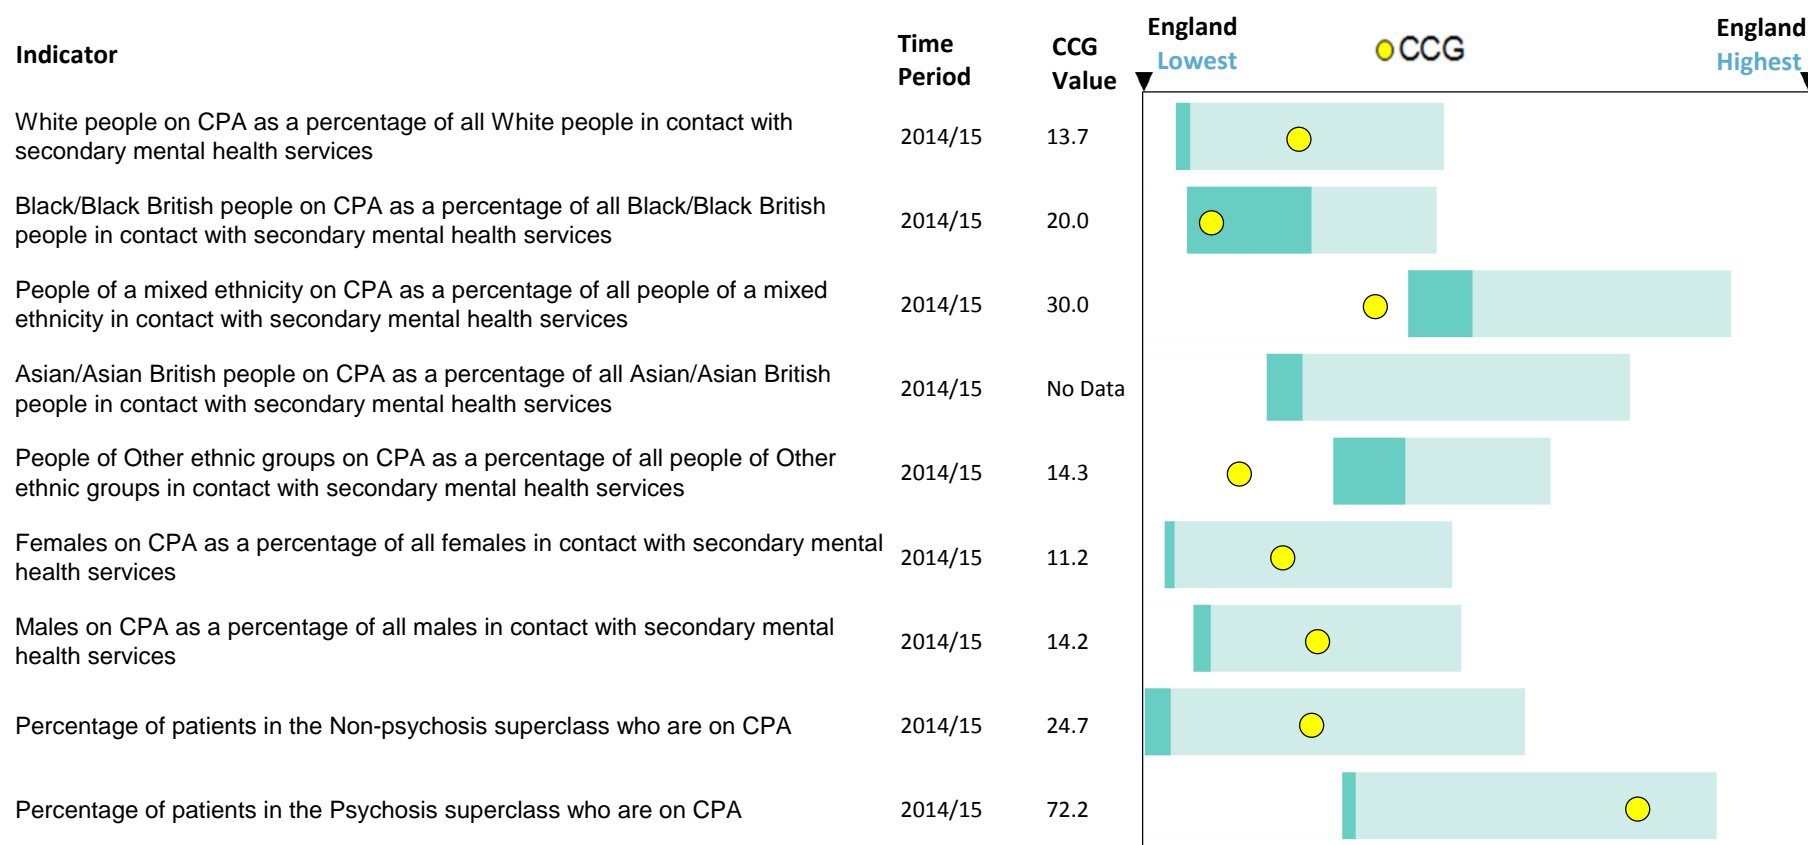 Indicator
Time
Period
CCG
Value
England
Lowest
CCG
England
Highest
White people on CPA as a percentage of all White people in contact with
secondary mental health services
2014/15
13.7
Black/Black British people on CPA as a percentage of all Black/Black British
people in contact with secondary mental health services
2014/15
20.0
People of a mixed ethnicity on CPA as a percentage of all people of a mixed
ethnicity in contact with secondary mental health services
2014/15
30.0
Asian/Asian British people on CPA as a percentage of all Asian/Asian British
people in contact with secondary mental health services
2014/15
No Data
People of Other ethnic groups on CPA as a percentage of all people of Other
ethnic groups in contact with secondary mental health services
2014/15
14.3
Females on CPA as a percentage of all females in contact with secondary mental
health services
2014/15
11.2
Males on CPA as a percentage of all males in contact with secondary mental
health services
2014/15
14.2
Percentage of patients in the Non-psychosis superclass who are on CPA
2014/15
24.7
Percentage of patients in the Psychosis superclass who are on CPA
2014/15
72.2